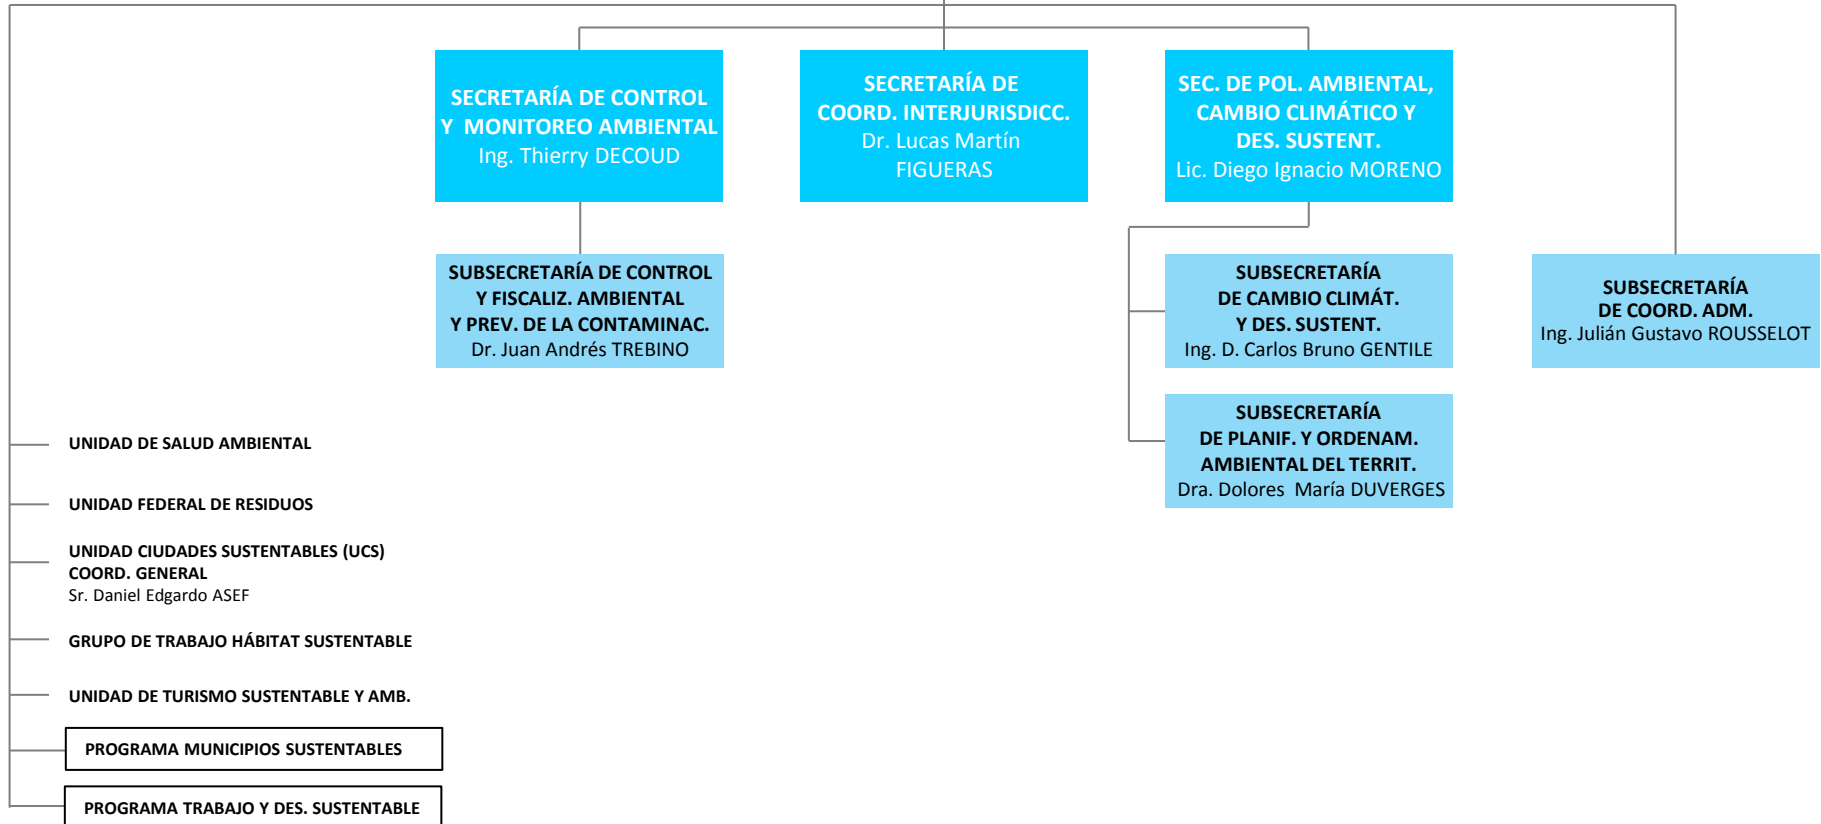 SECRETARÍA DE CONTROL
Y MONITOREO AMBIENTAL
Ing. Thierry DECOUD
SECRETARÍA DE
COORD. INTERJURISDICC.
Dr. Lucas Martín
FIGUERAS
SEC. DE POL. AMBIENTAL,
CAMBIO CLIMÁTICO Y
DES. SUSTENT.
Lic. Diego Ignacio MORENO
SUBSECRETARÍA DE CONTROL
Y FISCALIZ. AMBIENTAL
Y PREV. DE LA CONTAMINAC.
Dr. Juan Andrés TREBINO
SUBSECRETARÍA
DE CAMBIO CLIMÁT.
Y DES. SUSTENT.
Ing. D. Carlos Bruno GENTILE
SUBSECRETARÍA
DE COORD. ADM.
Ing. Julián Gustavo ROUSSELOT
SUBSECRETARÍA
DE PLANIF. Y ORDENAM.
AMBIENTAL DEL TERRIT.
Dra. Dolores María DUVERGES
UNIDAD DE SALUD AMBIENTAL
UNIDAD FEDERAL DE RESIDUOS
UNIDAD CIUDADES SUSTENTABLES (UCS)
COORD. GENERAL
Sr. Daniel Edgardo ASEF
GRUPO DE TRABAJO HÁBITAT SUSTENTABLE
UNIDAD DE TURISMO SUSTENTABLE Y AMB.
PROGRAMA MUNICIPIOS SUSTENTABLES
PROGRAMA TRABAJO Y DES. SUSTENTABLE